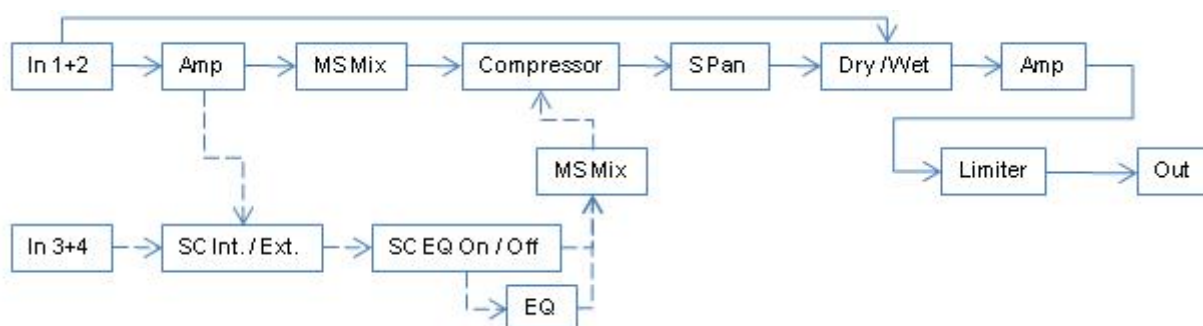 In 1+2
Amp
MS Mix
Compressor
S Pan
Dry / Wet
Amp
MS Mix
Limiter
Out
In 3+4
SC Int. / Ext.
SC EQ On / Off
EQ